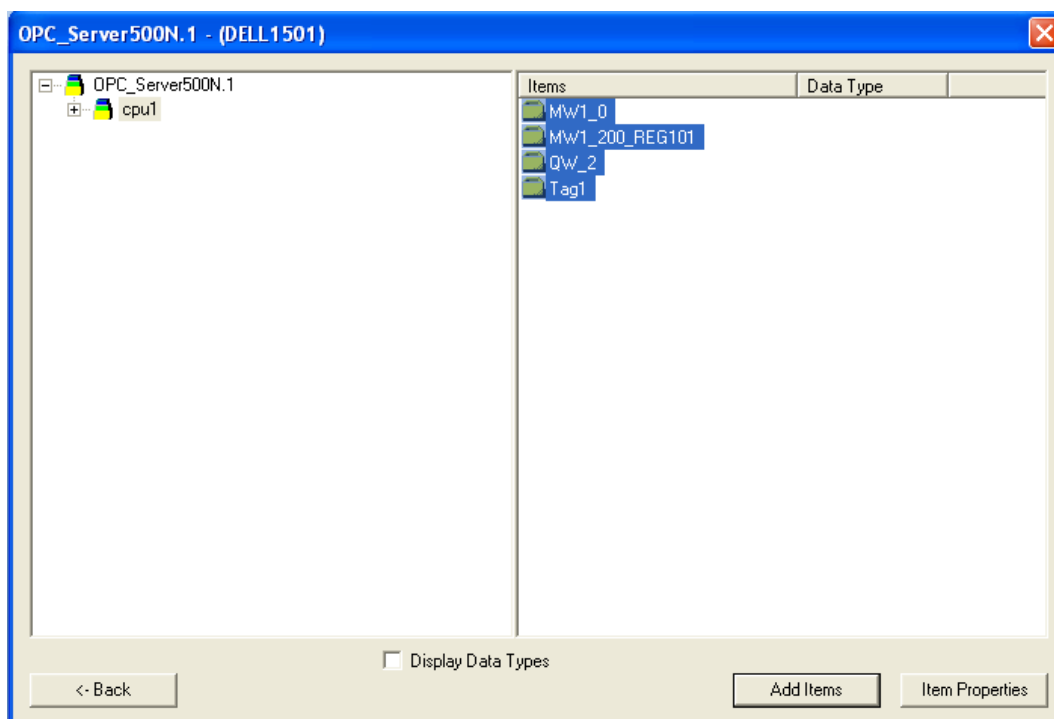 OPC_Server500N.1 - (DELL1501)
OPC_Server500N.1
cpu1
Items Data Type
MW1_0
MW1_200_REG101
QW_2
Tag1
Display Data Types
<- Back Add Items Item Properties